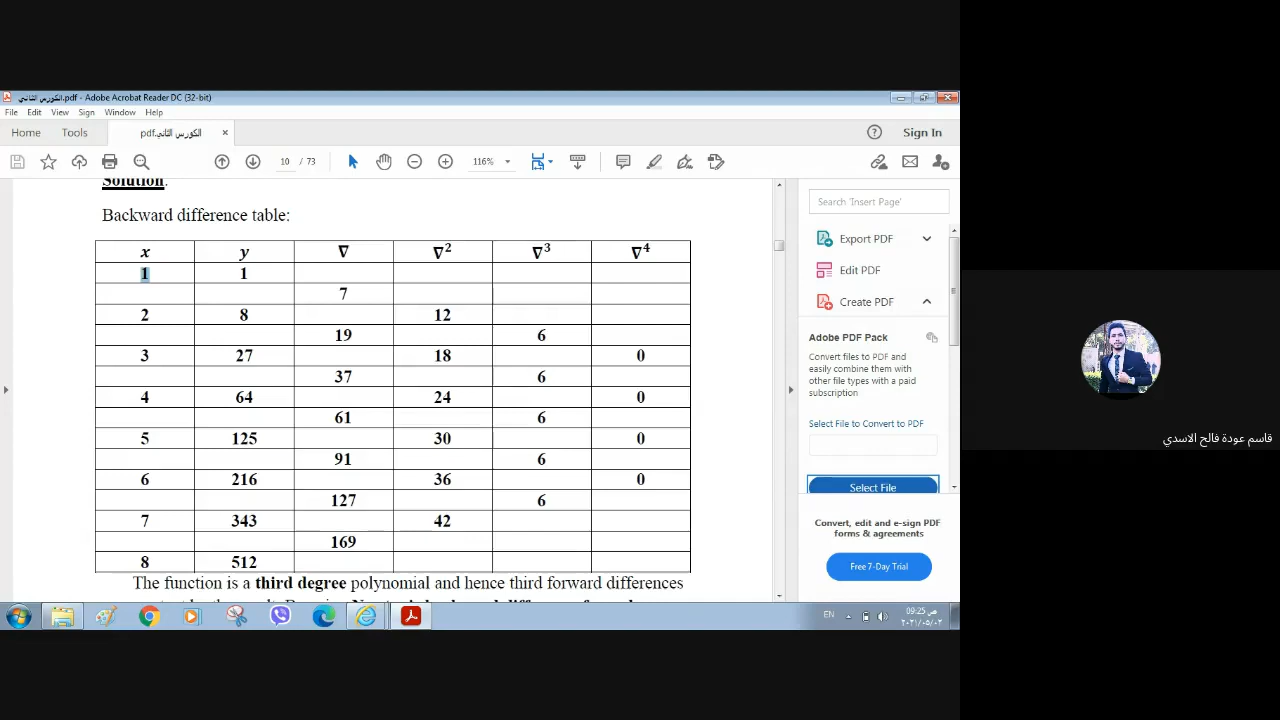 الكورس الثاني.pdf - Adobe Acrobat Reader DC (32-bit)
File Edit View Sign Window Help
Home Tools الكورس الثاني.pdf × ? Sign In
10 / 73 116%
Solution:
Backward difference table:
x y ∇ ∇² ∇³ ∇⁴
1 1
7
2 8 12
19 6
3 27 18 0
37 6
4 64 24 0
61 6
5 125 30 0
91 6
6 216 36 0
127 6
7 343 42
169
8 512
The function is a third degree polynomial and hence third forward differences
Search 'Insert Page'
Export PDF
Edit PDF
Create PDF
Adobe PDF Pack
Convert files to PDF and
easily combine them with
other file types with a paid
subscription
Select File to Convert to PDF
Select File
Convert, edit and e-sign PDF
forms & agreements
Free 7-Day Trial
EN
09:25 ص
٢٠٢١/٠٥/٠٢
قاسم عودة فالح الاسدي